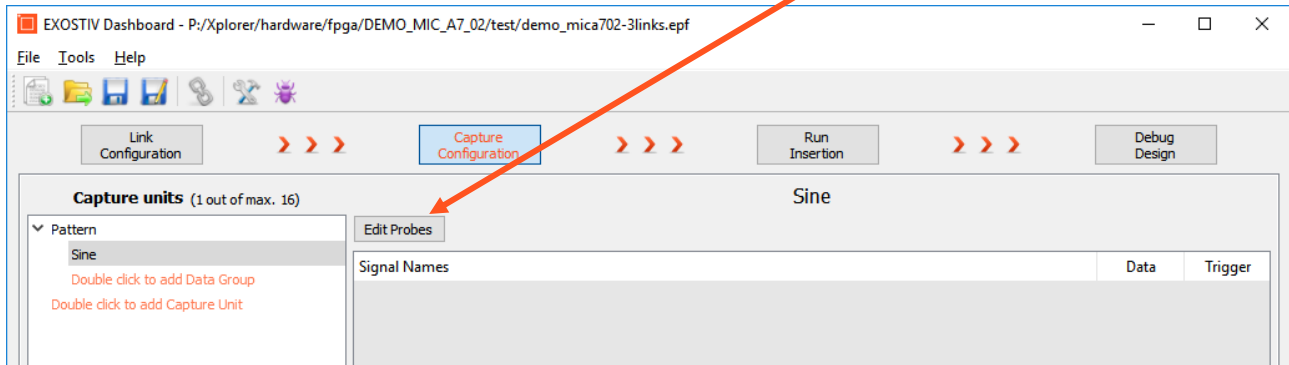 EXOSTIV Dashboard - P:/Xplorer/hardware/fpga/DEMO_MIC_A7_02/test/demo_mica702-3links.epf
File Tools Help
Link
Configuration
Capture
Configuration
Run
Insertion
Debug
Design
Capture units (1 out of max. 16)
Sine
Pattern
Edit Probes
Sine
Signal Names Data Trigger
Double click to add Data Group
Double click to add Capture Unit